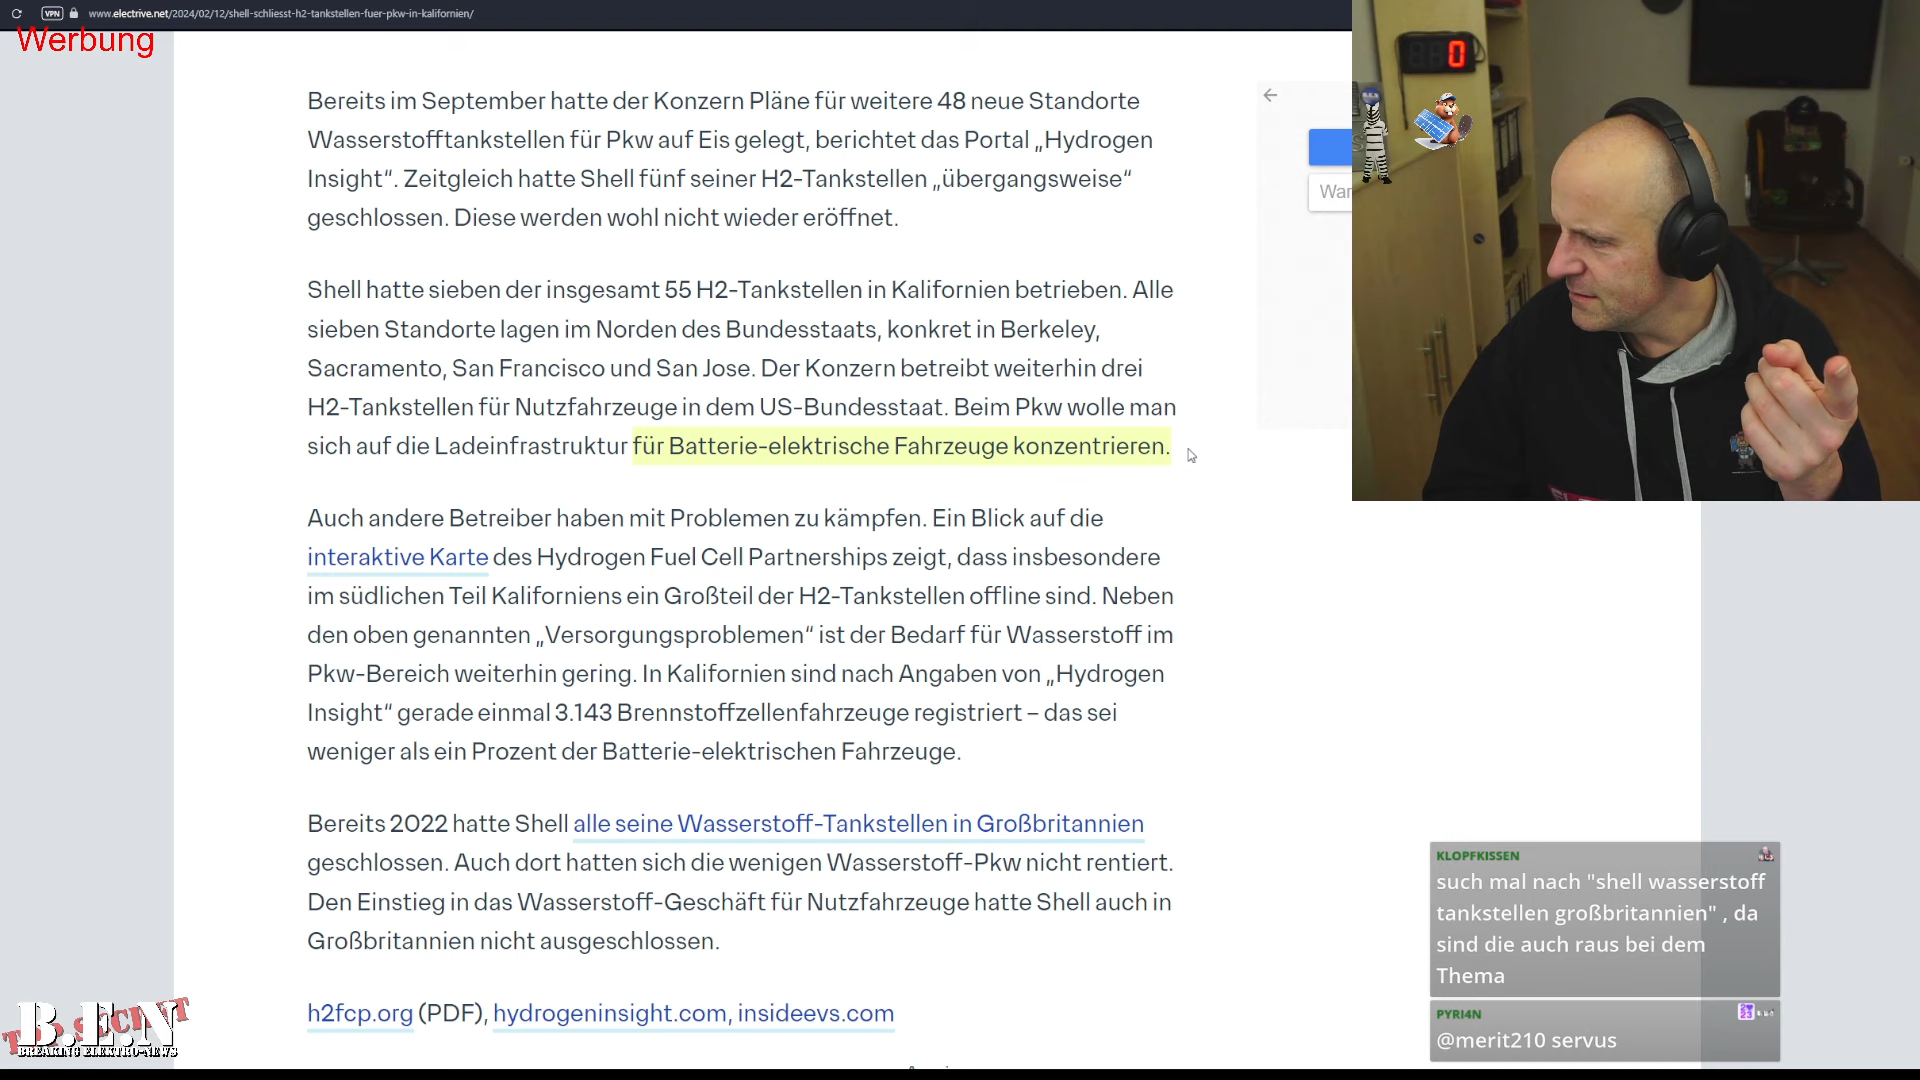 VPN
www.electrive.net/2024/02/12/shell-schliesst-h2-tankstellen-fuer-pkw-in-kalifornien/
Werbung
Bereits im September hatte der Konzern Pläne für weitere 48 neue Standorte
Wasserstofftankstellen für Pkw auf Eis gelegt, berichtet das Portal „Hydrogen
Insight“. Zeitgleich hatte Shell fünf seiner H2-Tankstellen „übergangsweise“
geschlossen. Diese werden wohl nicht wieder eröffnet.
Shell hatte sieben der insgesamt 55 H2-Tankstellen in Kalifornien betrieben. Alle
sieben Standorte lagen im Norden des Bundesstaats, konkret in Berkeley,
Sacramento, San Francisco und San Jose. Der Konzern betreibt weiterhin drei
H2-Tankstellen für Nutzfahrzeuge in dem US-Bundesstaat. Beim Pkw wolle man
sich auf die Ladeinfrastruktur für Batterie-elektrische Fahrzeuge konzentrieren.
Auch andere Betreiber haben mit Problemen zu kämpfen. Ein Blick auf die
interaktive Karte des Hydrogen Fuel Cell Partnerships zeigt, dass insbesondere
im südlichen Teil Kaliforniens ein Großteil der H2-Tankstellen offline sind. Neben
den oben genannten „Versorgungsproblemen“ ist der Bedarf für Wasserstoff im
Pkw-Bereich weiterhin gering. In Kalifornien sind nach Angaben von „Hydrogen
Insight“ gerade einmal 3.143 Brennstoffzellenfahrzeuge registriert – das sei
weniger als ein Prozent der Batterie-elektrischen Fahrzeuge.
Bereits 2022 hatte Shell alle seine Wasserstoff-Tankstellen in Großbritannien
geschlossen. Auch dort hatten sich die wenigen Wasserstoff-Pkw nicht rentiert.
Den Einstieg in das Wasserstoff-Geschäft für Nutzfahrzeuge hatte Shell auch in
Großbritannien nicht ausgeschlossen.
h2fcp.org (PDF), hydrogeninsight.com, insideevs.com
War
0
KLOPFKISSEN
such mal nach "shell wasserstoff
tankstellen großbritannien" , da
sind die auch raus bei dem
Thema
PYRI4N
@merit210 servus
B.E.N
TOP SECRET
BREAKING ELEKTRO-NEWS